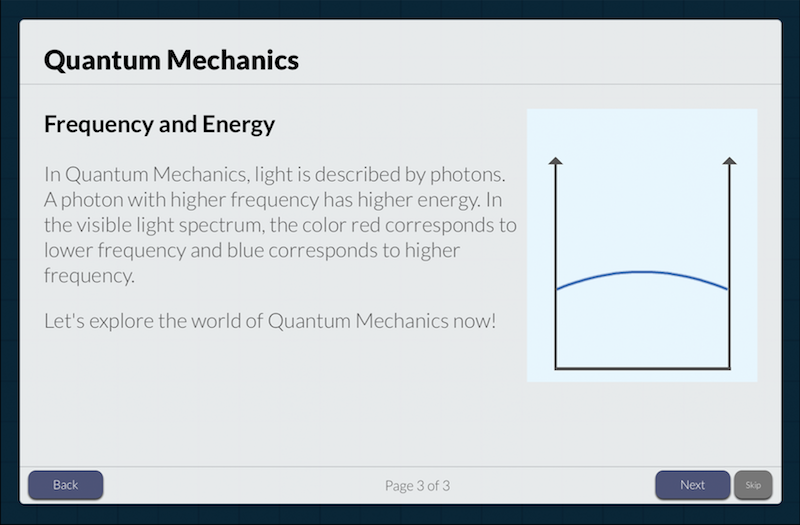 Quantum Mechanics
Frequency and Energy
In Quantum Mechanics, light is described by photons.
A photon with higher frequency has higher energy. In
the visible light spectrum, the color red corresponds to
lower frequency and blue corresponds to higher
frequency.
Let's explore the world of Quantum Mechanics now!
Back
Page 3 of 3
Next
Skip